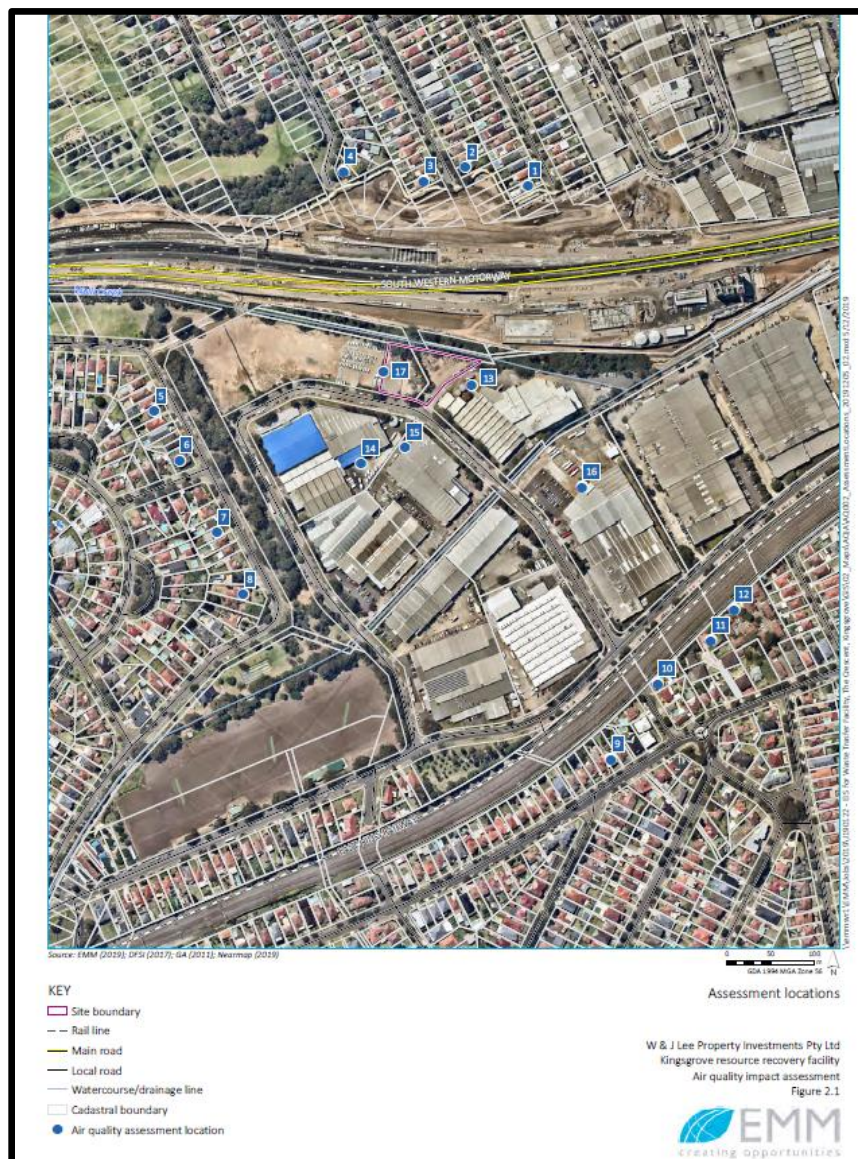 4
3
2
1
SOUTH WESTERN MOTORWAY
17
13
5
6
14
15
16
7
8
12
11
10
9
Source: EMM (2019); DFSI (2017); GA (2011); Nearmap (2019)
0 50 100
m
GDA 1994 MGA Zone 56
N
KEY
Site boundary
Rail line
Main road
Local road
Watercourse/drainage line
Cadastral boundary
Air quality assessment location
Assessment locations
W & J Lee Property Investments Pty Ltd
Kingsgrove resource recovery facility
Air quality impact assessment
Figure 2.1
EMM
creating opportunities